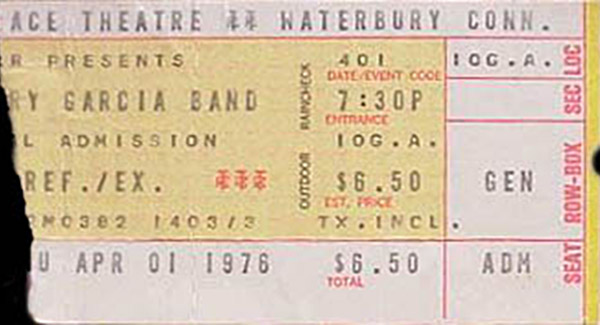 ACE THEATRE ** WATERBURY CONN.
R PRESENTS 401 IOG.A. LOC
DATE/EVENT CODE
RY GARCIA BAND RAINCHECK 7:30P SEC
ENTRANCE
L ADMISSION IOG.A.
REF./EX. *** OUTDOOR $6.50 GEN ROW-BOX
EST. PRICE
RM0382 1403/3 TX.INCL.
U APR 01 1976 $6.50 ADM SEAT
TOTAL